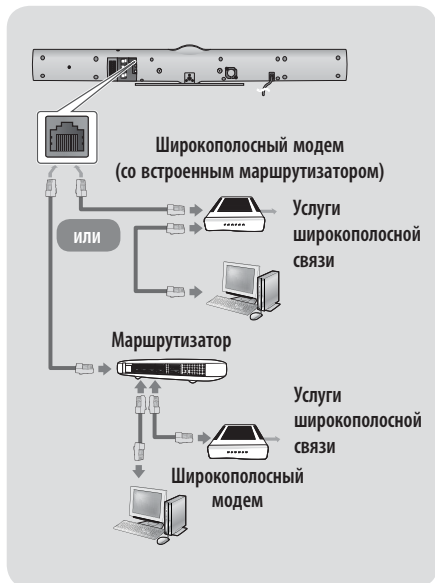 Широкополосный модем
(со встроенным маршрутизатором)
Услуги
широкополосной
связи
или
Маршрутизатор
Услуги
широкополосной
связи
Широкополосный
модем